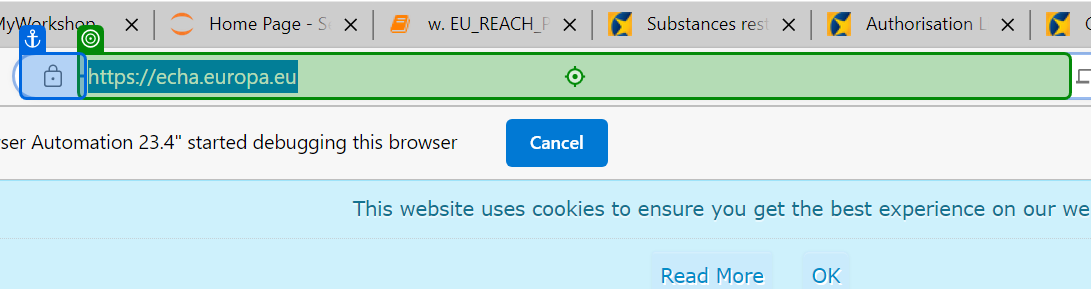 MyWorkshop Home Page - S w. EU_REACH_P Substances rest Authorisation L
https://echa.europa.eu
ser Automation 23.4" started debugging this browser Cancel
This website uses cookies to ensure you get the best experience on our we
Read More OK